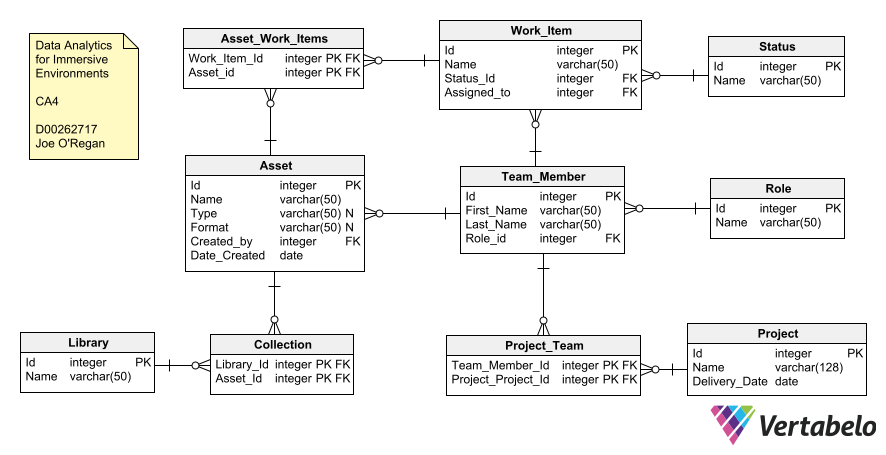 Data Analytics
for Immersive
Environments
CA4
D00262717
Joe O'Regan
Asset_Work_Items
Work_Item_Id integer PK FK
Asset_id integer PK FK
Work_Item
Id integer PK
Name varchar(50)
Status_Id integer FK
Assigned_to integer FK
Status
Id integer PK
Name varchar(50)
Asset
Id integer PK
Name varchar(50)
Type varchar(50) N
Format varchar(50) N
Created_by integer FK
Date_Created date
Team_Member
Id integer PK
First_Name varchar(50)
Last_Name varchar(50)
Role_id integer FK
Role
Id integer PK
Name varchar(50)
Library
Id integer PK
Name varchar(50)
Collection
Library_Id integer PK FK
Asset_Id integer PK FK
Project_Team
Team_Member_Id integer PK FK
Project_Project_Id integer PK FK
Project
Id integer PK
Name varchar(128)
Delivery_Date date
Vertabelo